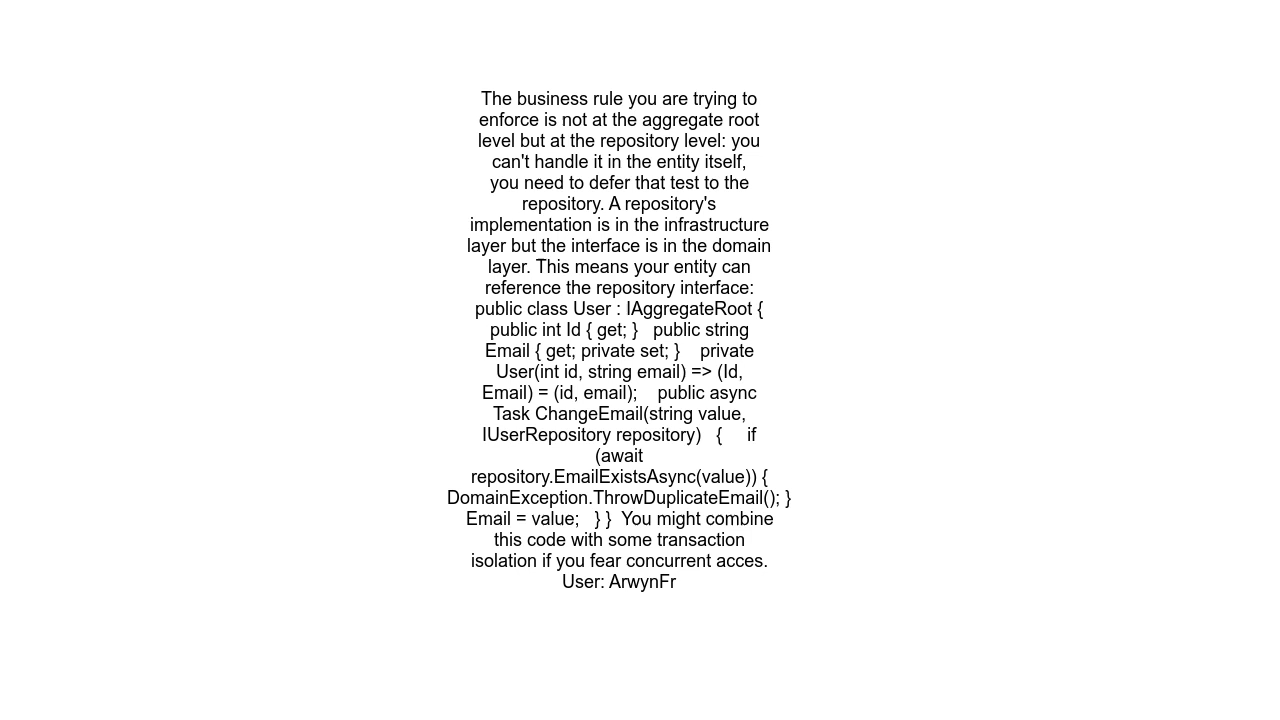 The business rule you are trying to
enforce is not at the aggregate root
level but at the repository level: you
can't handle it in the entity itself,
you need to defer that test to the
repository. A repository's
implementation is in the infrastructure
layer but the interface is in the domain
layer. This means your entity can
reference the repository interface:
public class User : IAggregateRoot {
public int Id { get; }   public string
Email { get; private set; }    private
User(int id, string email) => (Id,
Email) = (id, email);    public async
Task ChangeEmail(string value,
IUserRepository repository)   {     if
(await
repository.EmailExistsAsync(value)) {
DomainException.ThrowDuplicateEmail(); }
Email = value;   } }  You might combine
this code with some transaction
isolation if you fear concurrent acces.
User: ArwynFr